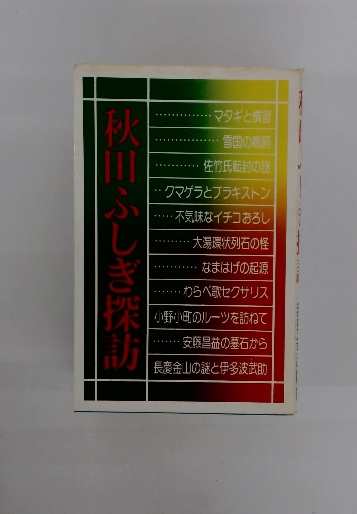 秋田ふしぎ探訪
……………マタギと慣習
……………雪国の鵜飼
…………佐竹氏転封の謎
‥クマゲラとブラキストン
……不気味なイチコおろし
…………大湯環状列石の怪
…………なまはげの起源
………わらべ歌セクサリス
小野小町のルーツを訪ねて
………安藤昌益の墓石から
長慶金山の謎と伊多波武助